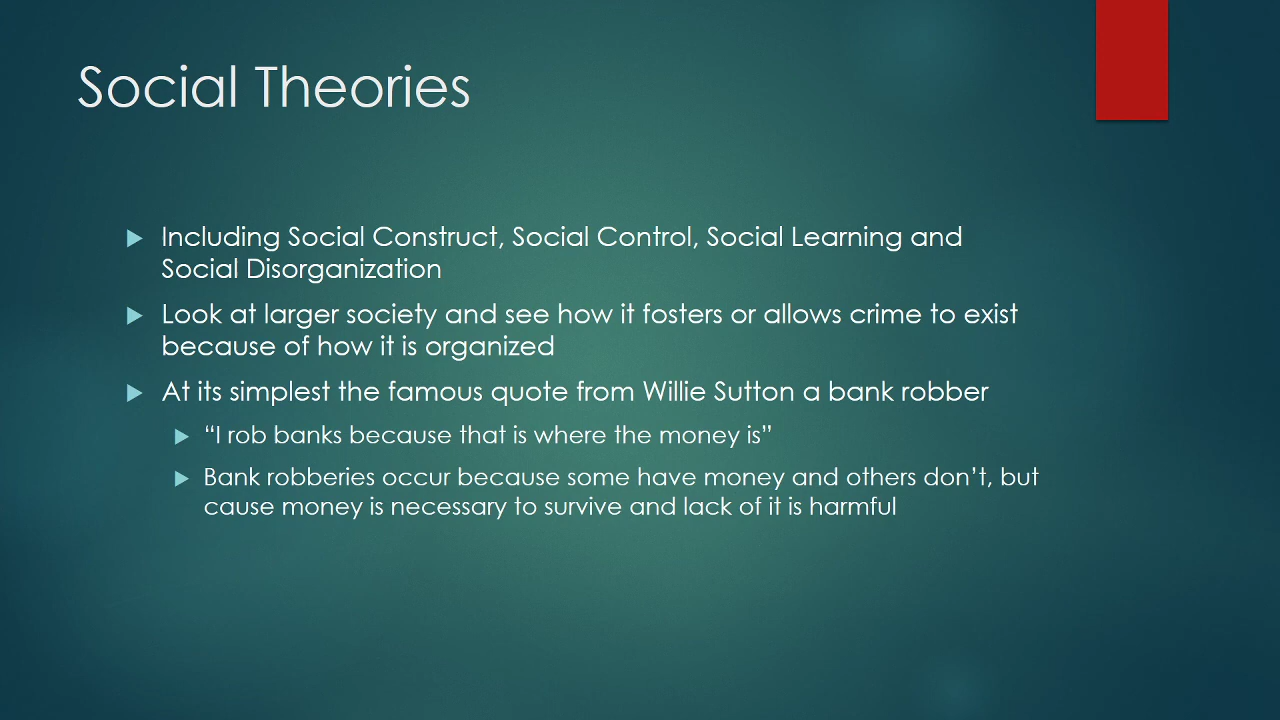 Social Theories
Including Social Construct, Social Control, Social Learning and
Social Disorganization
Look at larger society and see how it fosters or allows crime to exist
because of how it is organized
At its simplest the famous quote from Willie Sutton a bank robber
“I rob banks because that is where the money is”
Bank robberies occur because some have money and others don’t, but
cause money is necessary to survive and lack of it is harmful